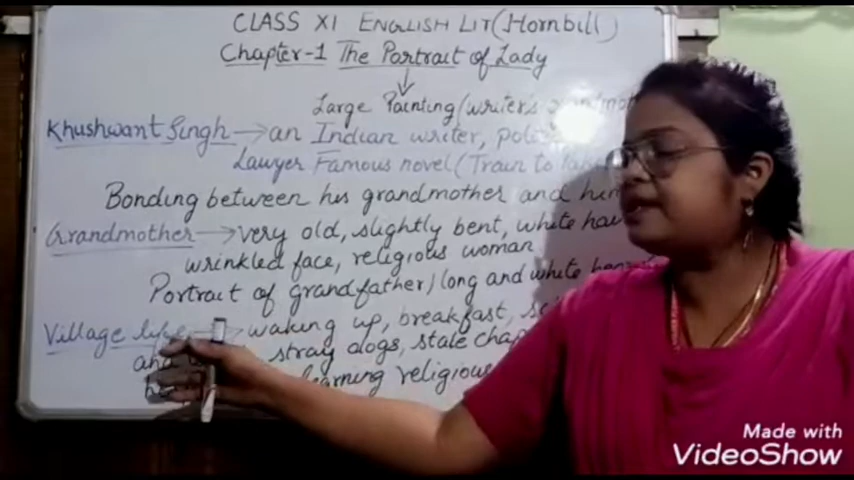 CLASS XI ENGLISH LIT(Hornbill)
Chapter-1 The Portrait of Lady
Large Painting(writer's
Khushwant Singh → an Indian writer,
Lawyer Famous novel(Train to
Bonding between his grandmother and
Grandmother → very old, slightly bent, white
wrinkled face, religious woman
Portrait of grandfather) long and white
Village life → waking up, breakfast,
and stray dogs, stale
learning religious
Made with
VideoShow